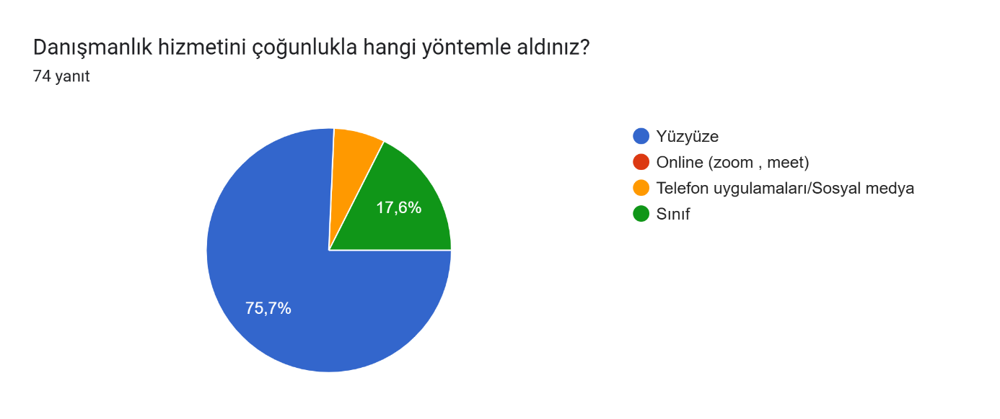 Danışmanlık hizmetini çoğunlukla hangi yöntemle aldınız?
74 yanıt
Yüzyüze
Online (zoom , meet)
Telefon uygulamaları/Sosyal medya
Sınıf
17,6%
75,7%